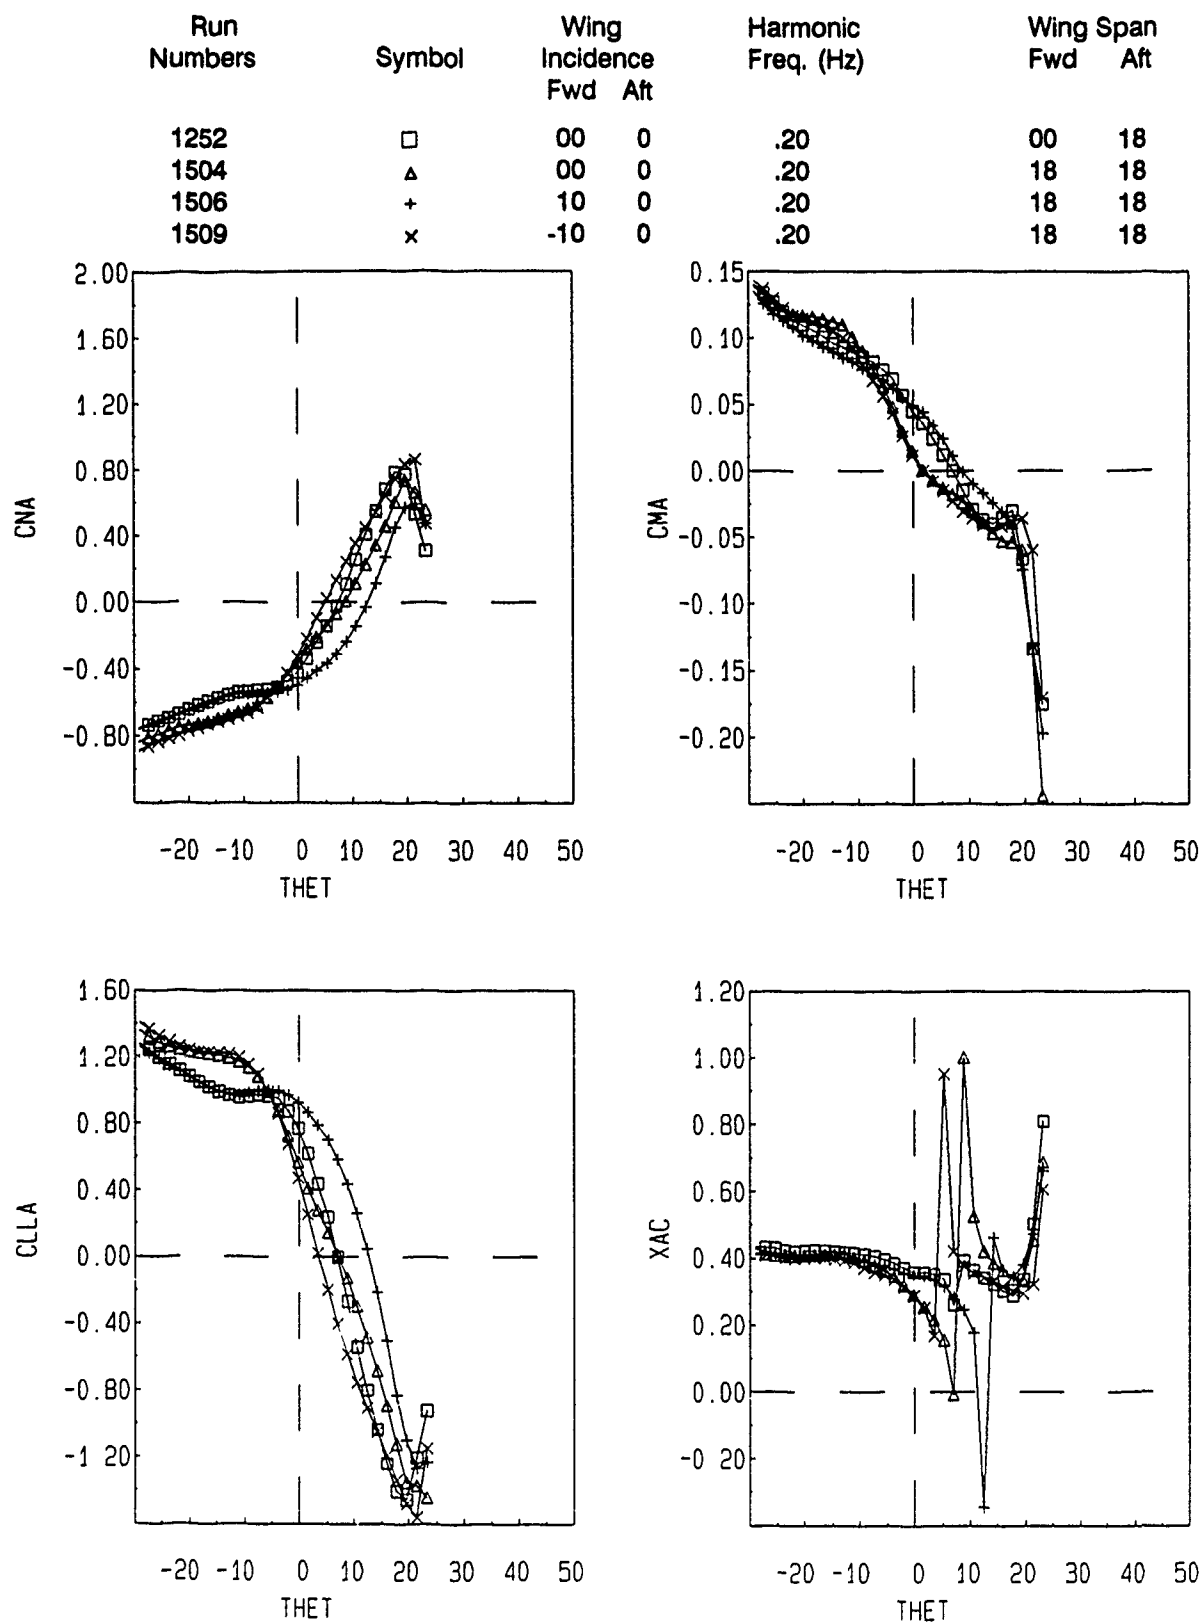 Run Numbers Symbol Wing Incidence Harmonic Freq. (Hz) Wing Span
Fwd Aft Fwd Aft
1252 00 0 .20 00 18
1504 00 0 .20 18 18
1506 10 0 .20 18 18
1509 -10 0 .20 18 18
2.00
1.60
1.20
0.80
0.40
0.00
-0.40
-0.80
CNA
-20 -10 0 10 20 30 40 50
THET
0.15
0.10
0.05
0.00
-0.05
-0.10
-0.15
-0.20
CMA
-20 -10 0 10 20 30 40 50
THET
1.60
1.20
0.80
0.40
0.00
-0.40
-0.80
-1 20
CLLA
-20 -10 0 10 20 30 40 50
THET
1.20
1.00
0.80
0.60
0.40
0.20
0.00
-0 20
XAC
-20 -10 0 10 20 30 40 50
THET